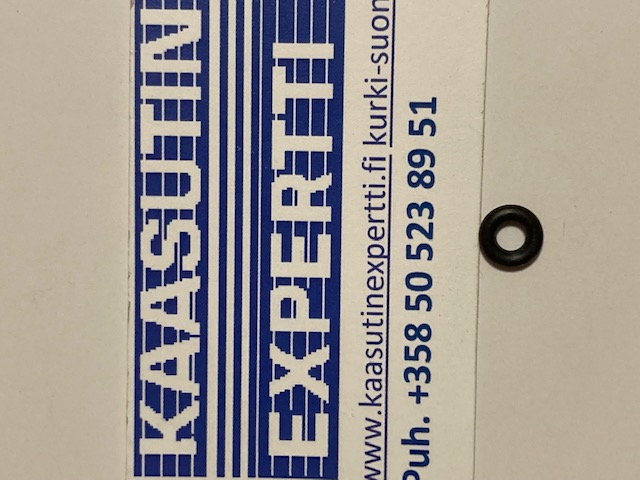 KAASUTIN
EXPERTTI
www.kaasutinexpertti.fi kurki-suon
Puh. +358 50 523 89 51